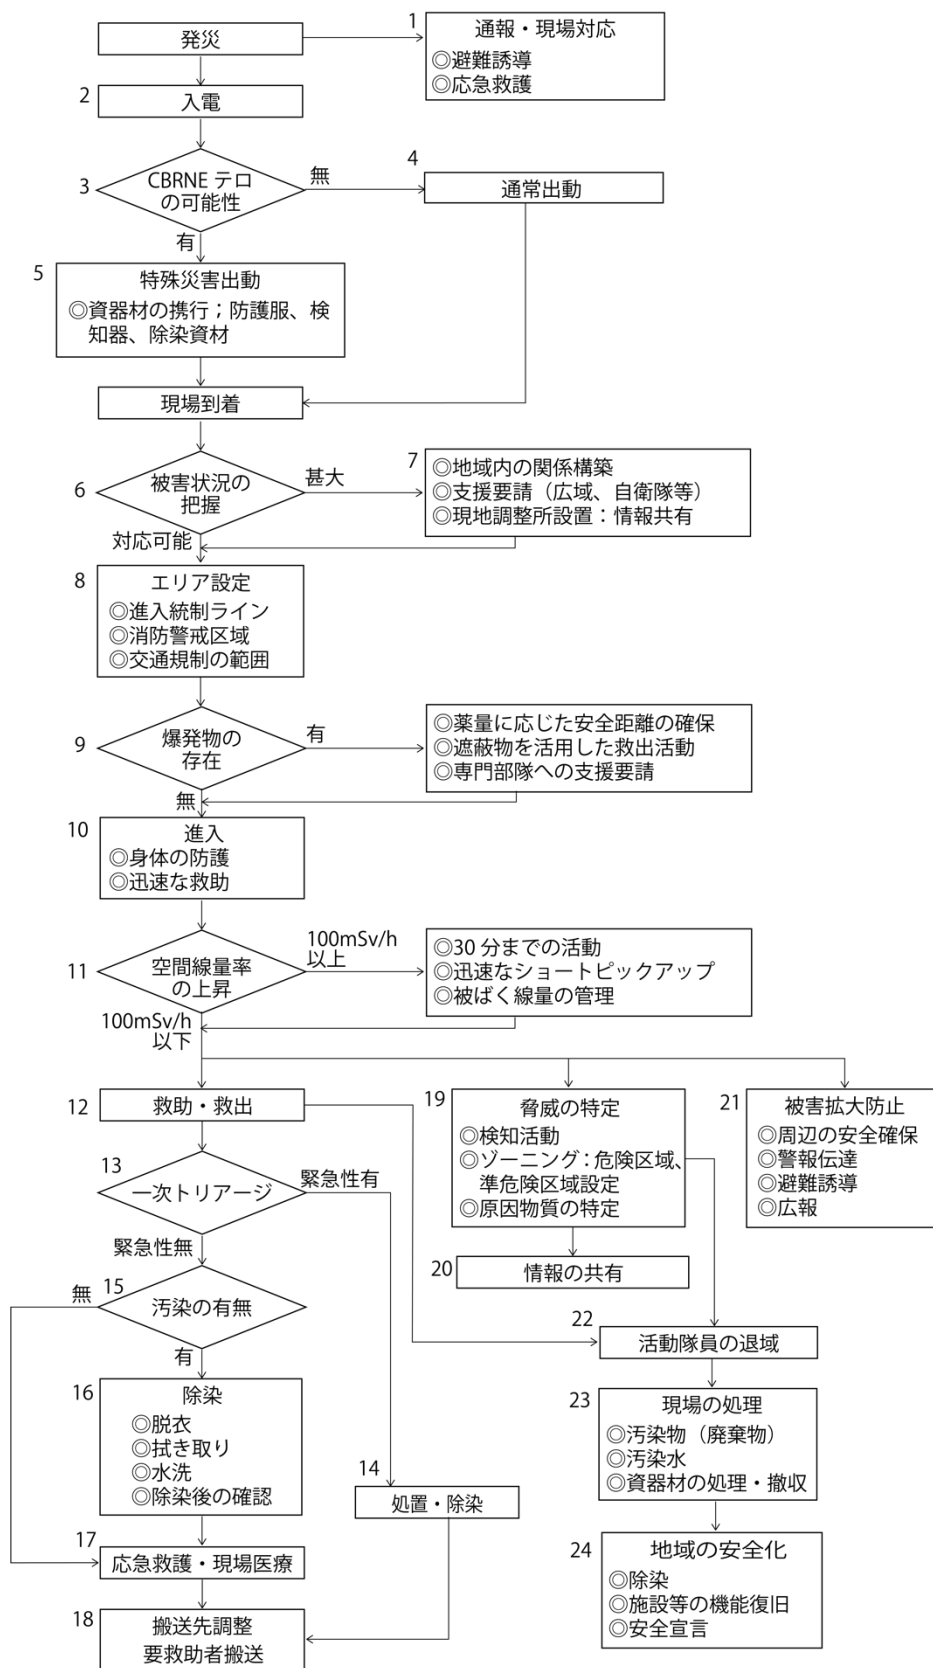 発災
1
通報・現場対応
◎避難誘導
◎応急救護
2
入電
3
CBRNE テロ
の可能性
無
4
通常出動
有
5
特殊災害出動
◎資器材の携行；防護服、検
知器、除染資材
現場到着
6
被害状況の
把握
甚大
7
◎地域内の関係構築
◎支援要請（広域、自衛隊等）
◎現地調整所設置：情報共有
対応可能
8
エリア設定
◎進入統制ライン
◎消防警戒区域
◎交通規制の範囲
9
爆発物の
存在
有
◎薬量に応じた安全距離の確保
◎遮蔽物を活用した救出活動
◎専門部隊への支援要請
無
10
進入
◎身体の防護
◎迅速な救助
11
空間線量率
の上昇
100mSv/h
以上
◎30 分までの活動
◎迅速なショートピックアップ
◎被ばく線量の管理
100mSv/h
以下
12
救助・救出
13
一次トリアージ
緊急性有
緊急性無
14
処置・除染
15
汚染の有無
無
有
16
除染
◎脱衣
◎拭き取り
◎水洗
◎除染後の確認
17
応急救護・現場医療
18
搬送先調整
要救助者搬送
19
脅威の特定
◎検知活動
◎ゾーニング：危険区域、
準危険区域設定
◎原因物質の特定
20
情報の共有
21
被害拡大防止
◎周辺の安全確保
◎警報伝達
◎避難誘導
◎広報
22
活動隊員の退域
23
現場の処理
◎汚染物（廃棄物）
◎汚染水
◎資器材の処理・撤収
24
地域の安全化
◎除染
◎施設等の機能復旧
◎安全宣言